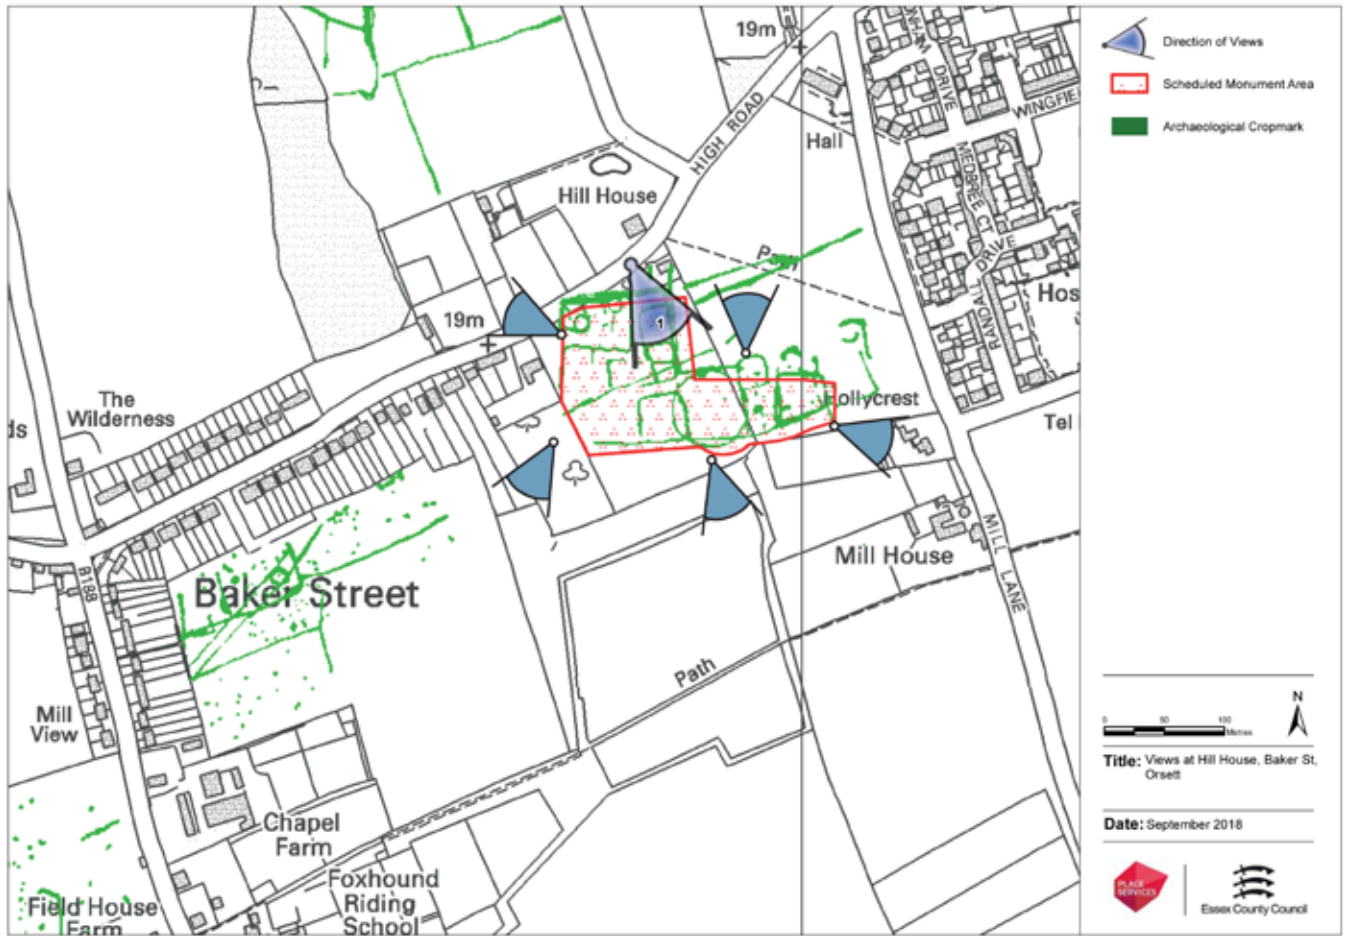 19m
HIGH ROAD
Hall
DRIVE
WINGFIE
MEDBREE CT
RANDALL DRIVE
Hos
Hill House
Path
19m
1
The
Wilderness
ds
Hollycrest
Tel
B188
Baker Street
Mill House
MILL LANE
Path
Mill
View
Chapel
Farm
Foxhound
Riding
School
Field House
Farm
Direction of Views
Scheduled Monument Area
Archaeological Cropmark
N
0 50 100
Metres
Title: Views at Hill House, Baker St,
Orsett
Date: September 2018
PLACE
SERVICES
Essex County Council